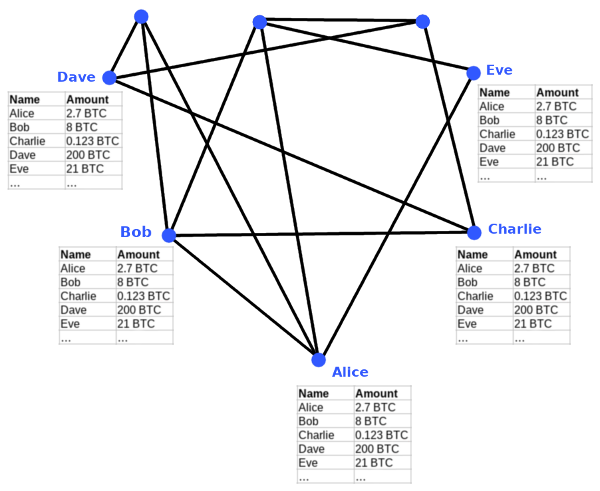 Dave
Name Amount
Alice 2.7 BTC
Bob 8 BTC
Charlie 0.123 BTC
Dave 200 BTC
Eve 21 BTC
... ...
Eve
Name Amount
Alice 2.7 BTC
Bob 8 BTC
Charlie 0.123 BTC
Dave 200 BTC
Eve 21 BTC
... ...
Bob
Name Amount
Alice 2.7 BTC
Bob 8 BTC
Charlie 0.123 BTC
Dave 200 BTC
Eve 21 BTC
... ...
Charlie
Name Amount
Alice 2.7 BTC
Bob 8 BTC
Charlie 0.123 BTC
Dave 200 BTC
Eve 21 BTC
... ...
Alice
Name Amount
Alice 2.7 BTC
Bob 8 BTC
Charlie 0.123 BTC
Dave 200 BTC
Eve 21 BTC
... ...